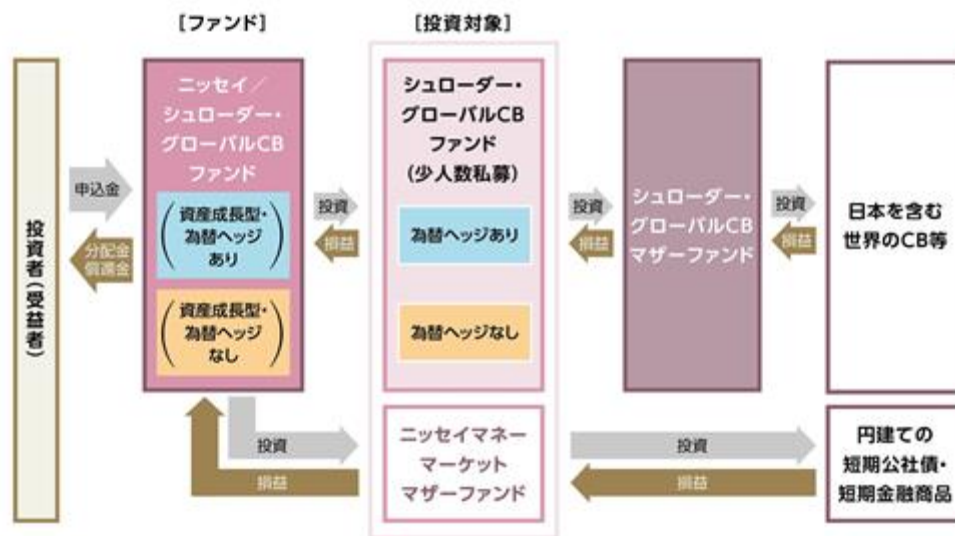 [ファンド]
[投資対象]
投資者(受益者)
申込金
分配金
償還金
ニッセイ/
シュローダー・
グローバルCB
ファンド
資産成長型・
為替ヘッジ
あり
資産成長型・
為替ヘッジ
なし
投資
損益
シュローダー・
グローバルCB
ファンド
(少人数私募)
為替ヘッジあり
為替ヘッジなし
投資
損益
シュローダー・
グローバルCB
マザーファンド
投資
損益
日本を含む
世界のCB等
投資
損益
ニッセイマネー
マーケット
マザーファンド
投資
損益
円建ての
短期公社債・
短期金融商品